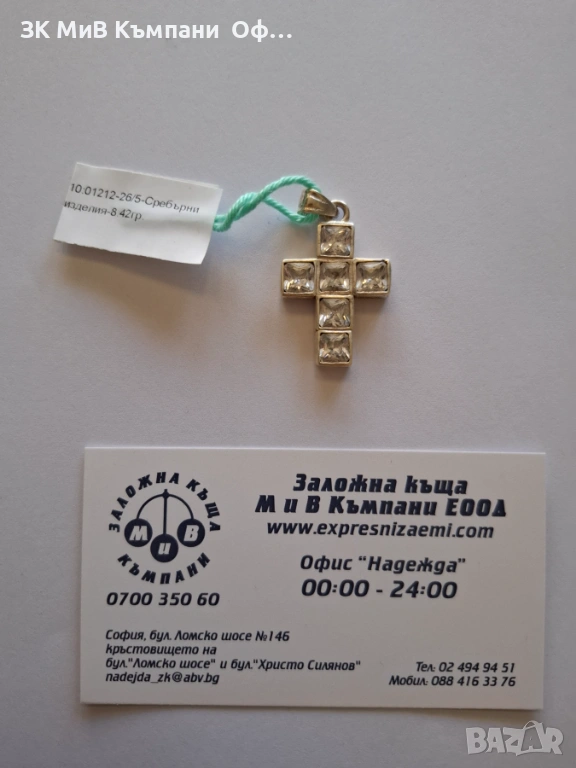 ЗК МиВ Къмпани Оф...
10:01212-26/5-Сребърни
изделия-8.42гр.
ЗАЛОЖНА КЪЩА
М и В
КЪМПАНИ
0700 350 60
Заложна къща
М и В Къмпани ЕООД
www.expresnizaemi.com
Офис "Надежда"
00:00 - 24:00
София, бул. Ломско шосе №146
кръстовището на
бул."Ломско шосе" и бул."Христо Силянов"
nadejda_zk@abv.bg
Тел: 02 494 94 51
Мобил: 088 416 33 76
BAZAR